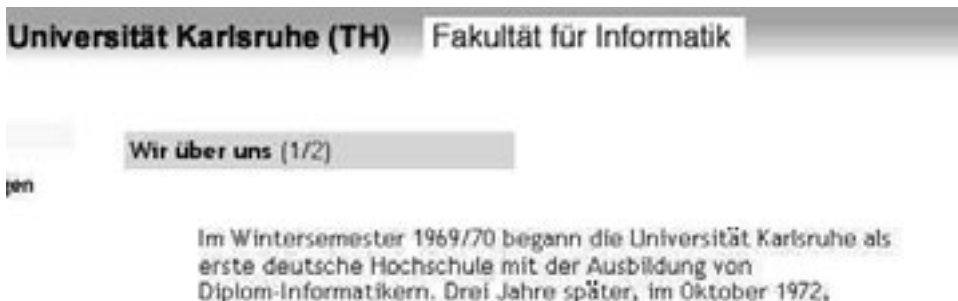 Universität Karlsruhe (TH) Fakultät für Informatik
Wir über uns (1/2)
gen
Im Wintersemester 1969/70 begann die Universität Karlsruhe als
erste deutsche Hochschule mit der Ausbildung von
Diplom-Informatikern. Drei Jahre später, im Oktober 1972,